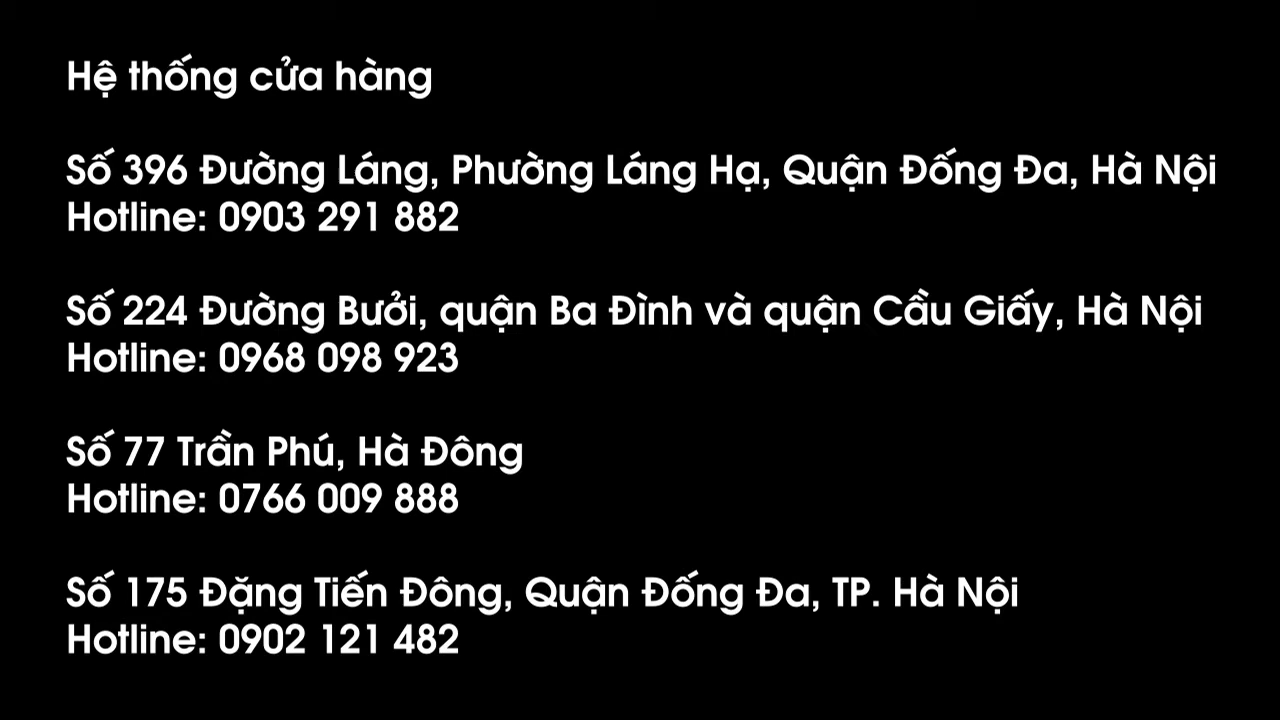 Hệ thống cửa hàng
Số 396 Đường Láng, Phường Láng Hạ, Quận Đống Đa, Hà Nội
Hotline: 0903 291 882
Số 224 Đường Bưởi, quận Ba Đình và quận Cầu Giấy, Hà Nội
Hotline: 0968 098 923
Số 77 Trần Phú, Hà Đông
Hotline: 0766 009 888
Số 175 Đặng Tiến Đông, Quận Đống Đa, TP. Hà Nội
Hotline: 0902 121 482